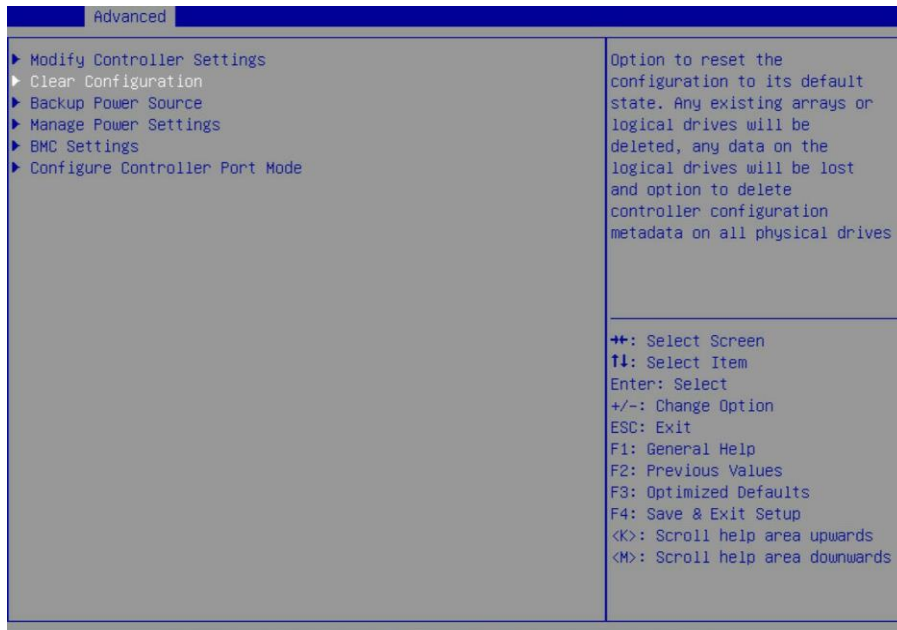 Advanced
Modify Controller Settings
Clear Configuration
Backup Power Source
Manage Power Settings
BMC Settings
Configure Controller Port Mode
Option to reset the
configuration to its default
state. Any existing arrays or
logical drives will be
deleted, any data on the
logical drives will be lost
and option to delete
controller configuration
metadata on all physical drives
→←: Select Screen
↑↓: Select Item
Enter: Select
+/-: Change Option
ESC: Exit
F1: General Help
F2: Previous Values
F3: Optimized Defaults
F4: Save & Exit Setup
<K>: Scroll help area upwards
<M>: Scroll help area downwards